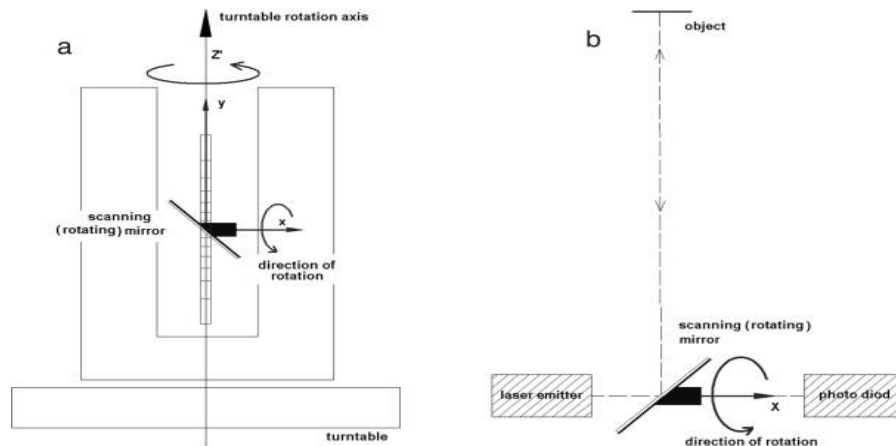 a
turntable rotation axis
Z'
y
scanning
(rotating) mirror
x
direction of
rotation
turntable
b
object
scanning (rotating)
mirror
laser emitter
X
photo diod
direction of rotation